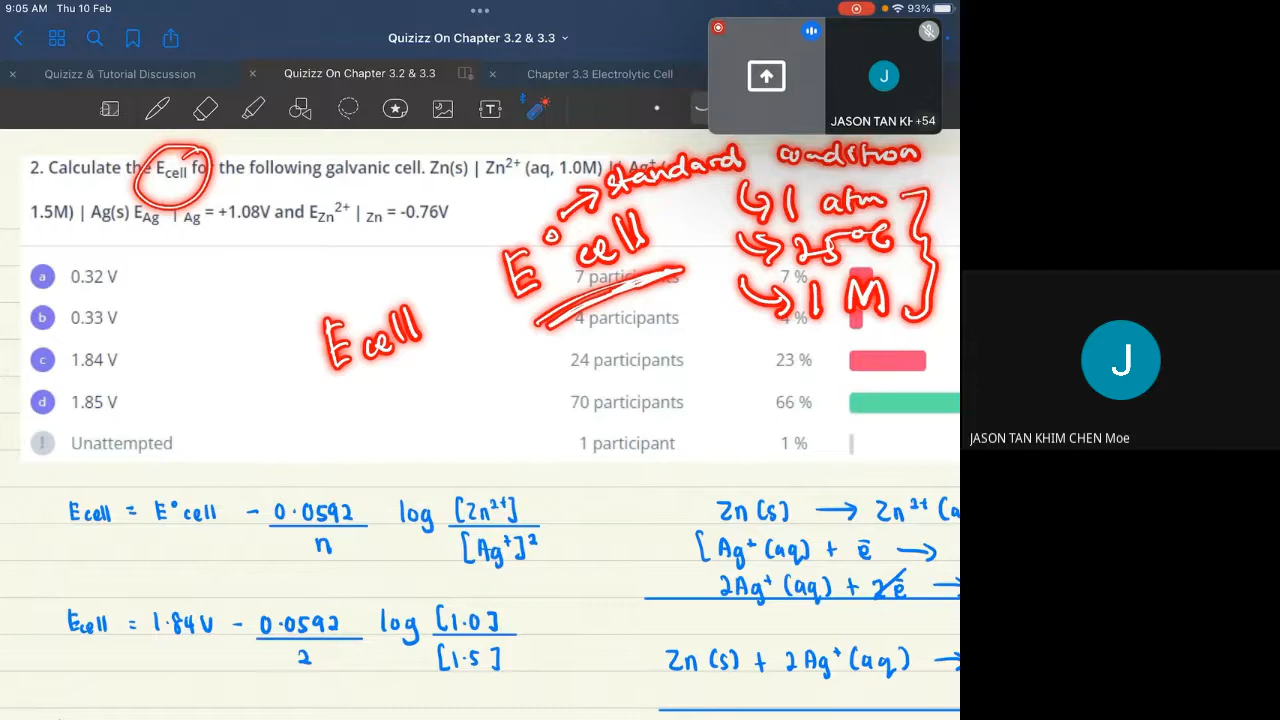 9:05 AM Thu 10 Feb
93%
Quizizz On Chapter 3.2 & 3.3
Quizizz & Tutorial Discussion
Quizizz On Chapter 3.2 & 3.3
Chapter 3.3 Electrolytic Cell
J
JASON TAN KH +54
standard condition
2. Calculate the Ecell for the following galvanic cell. Zn(s) | Zn²⁺ (aq, 1.0M) || Ag⁺
1.5M) | Ag(s) E Ag | Ag = +1.08V and E Zn²⁺ | Zn = -0.76V
1 atm
25°C
1 M
E° cell
E cell
a 0.32 V 7 participants 7 %
b 0.33 V 4 participants 4 %
c 1.84 V 24 participants 23 %
d 1.85 V 70 participants 66 %
! Unattempted 1 participant 1 %
J
JASON TAN KHIM CHEN Moe
Ecell = E°cell - 0.0592/n log [Zn²⁺]/[Ag⁺]²
Zn(s) → Zn²⁺(a
[Ag⁺(aq) + e̅ →
2Ag⁺(aq) + 2e̅ →
Ecell = 1.84V - 0.0592/2 log [1.0]/[1.5]
Zn(s) + 2Ag⁺(aq) →